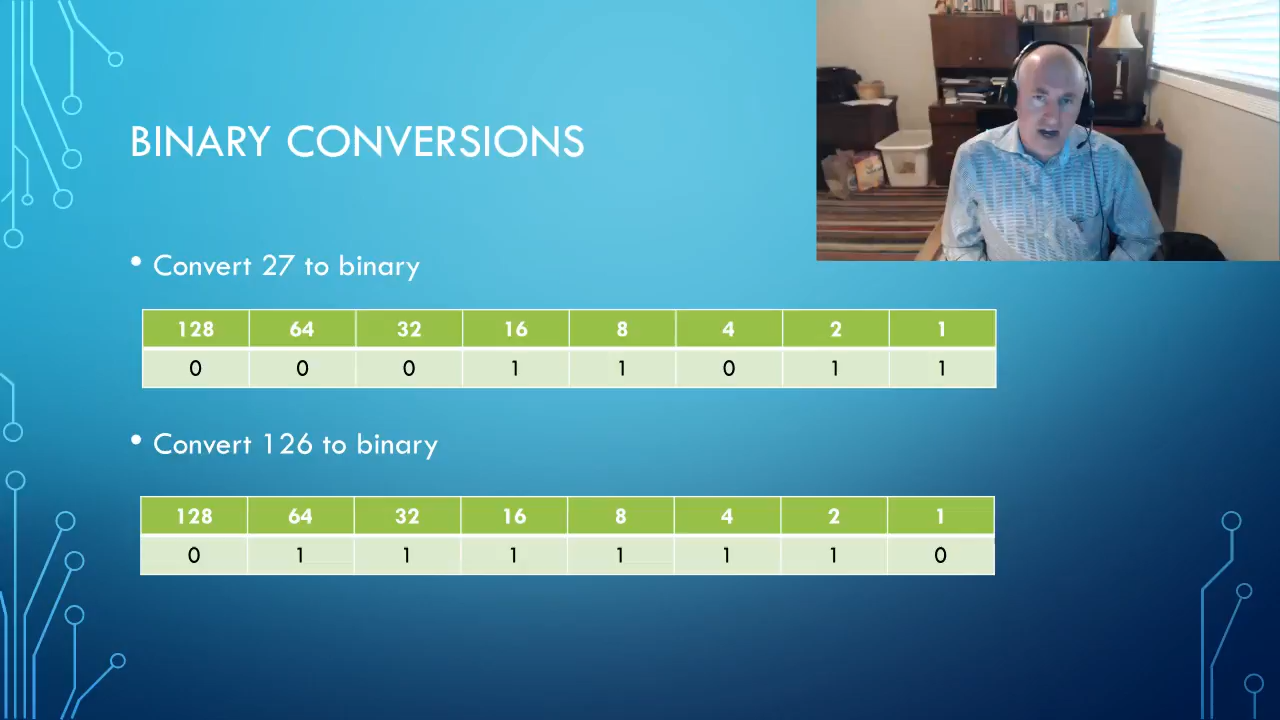 BINARY CONVERSIONS
• Convert 27 to binary
128 64 32 16 8 4 2 1
0 0 0 1 1 0 1 1
• Convert 126 to binary
128 64 32 16 8 4 2 1
0 1 1 1 1 1 1 0